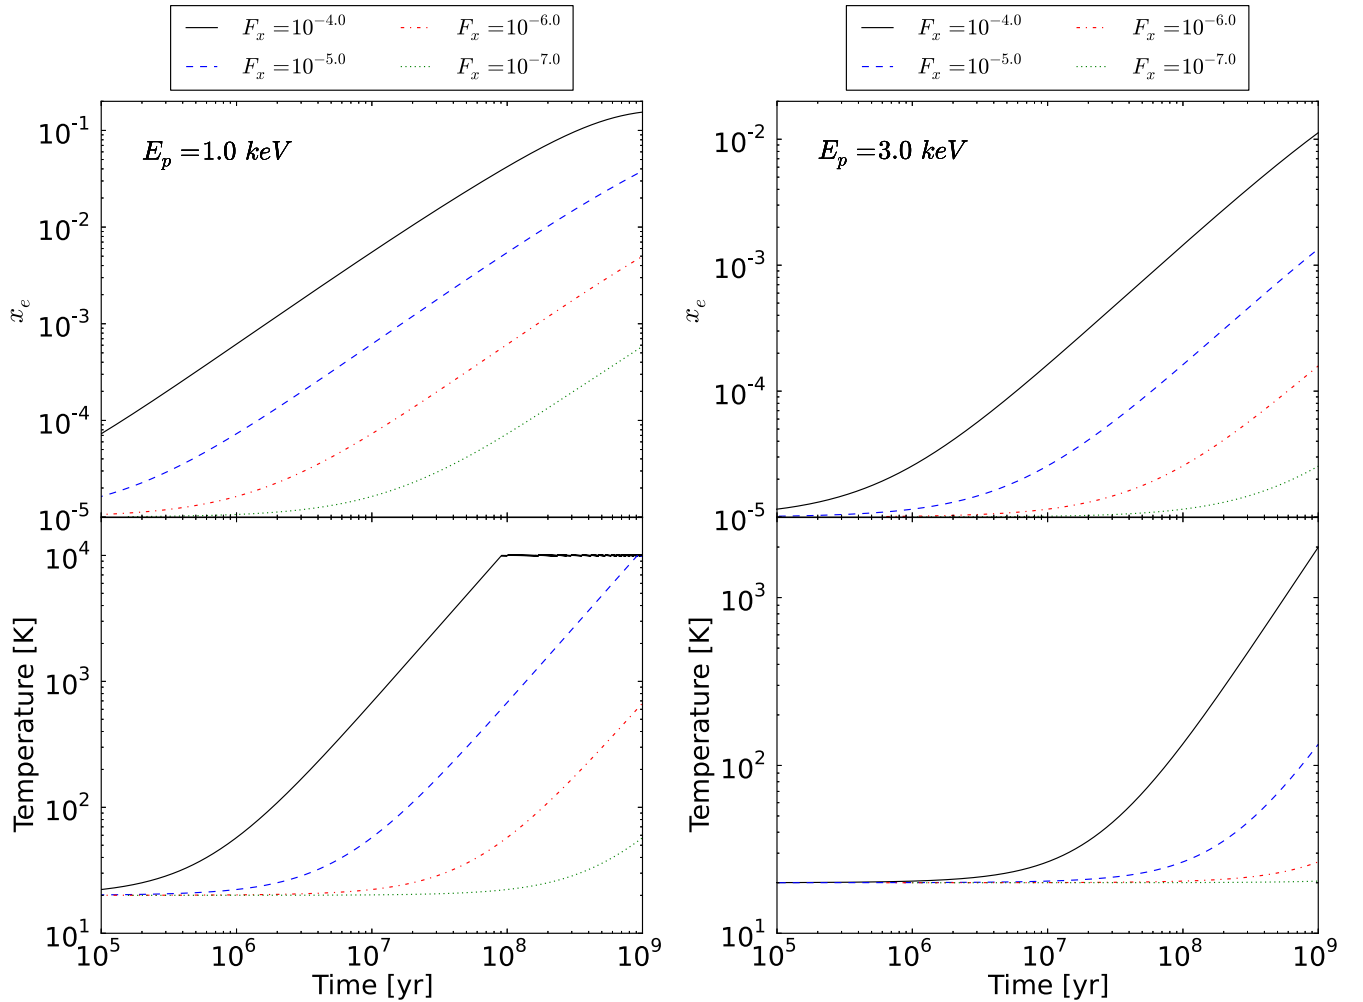 F_x = 10^-4.0 F_x = 10^-6.0
F_x = 10^-5.0 F_x = 10^-7.0
E_p = 1.0 keV
10^-1
10^-2
10^-3
10^-4
10^-5
x_e
10^4
10^3
10^2
10^1
Temperature [K]
10^5 10^6 10^7 10^8 10^9
Time [yr]
F_x = 10^-4.0 F_x = 10^-6.0
F_x = 10^-5.0 F_x = 10^-7.0
E_p = 3.0 keV
10^-2
10^-3
10^-4
10^-5
x_e
10^3
10^2
10^1
Temperature [K]
10^5 10^6 10^7 10^8 10^9
Time [yr]